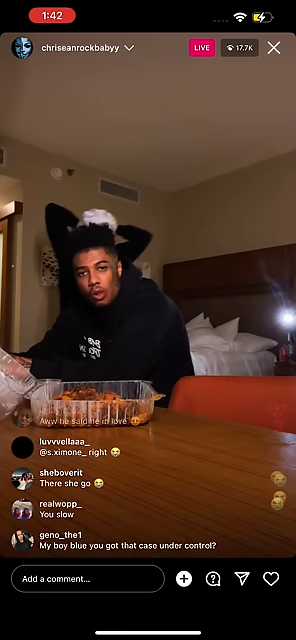 1:42
chriseanrockbabyy
LIVE
17.7K
Aww he said he in love 😍
luvvvellaaa_
@s.ximone_ right 😭
sheboverit
There she go 😭
realwopp_
You slow
geno_the1
My boy blue you got that case under control?
Add a comment...